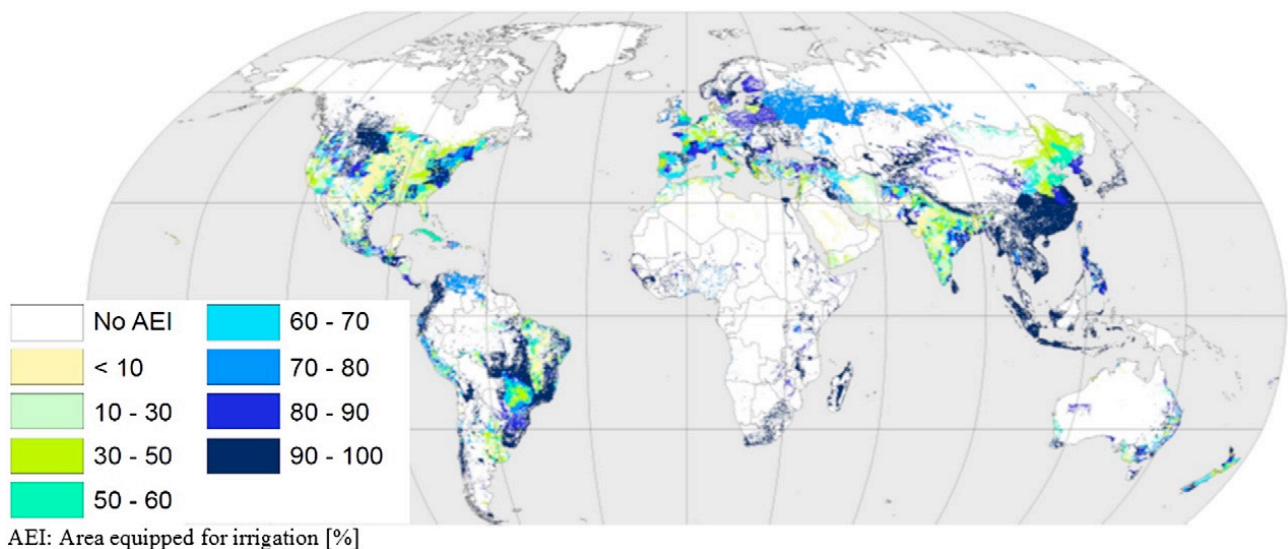 No AEI
< 10
10 - 30
30 - 50
50 - 60
60 - 70
70 - 80
80 - 90
90 - 100
AEI: Area equipped for irrigation [%]